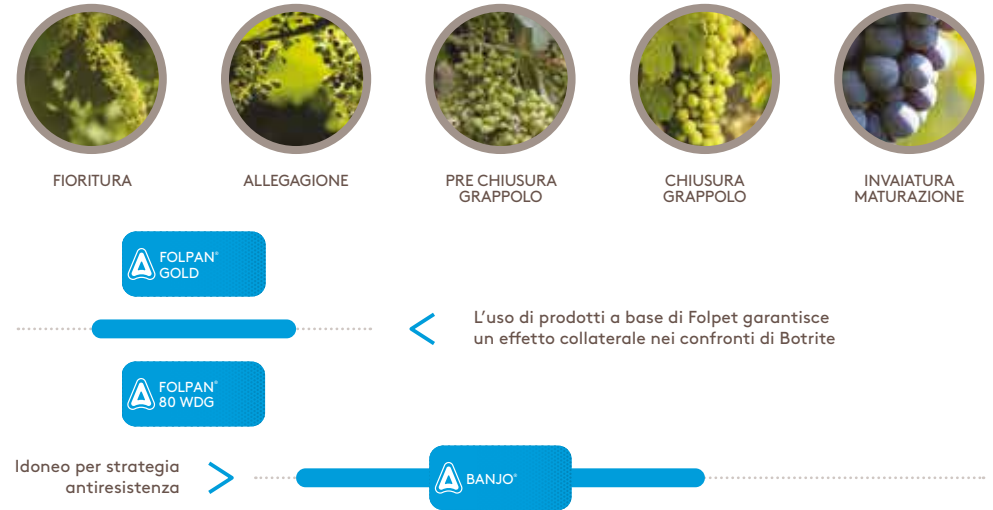 FIORITURA
ALLEGAGIONE
PRE CHIUSURA
GRAPPOLO
CHIUSURA
GRAPPOLO
INVAIATURA
MATURAZIONE
FOLPAN®
GOLD
L'uso di prodotti a base di Folpet garantisce
un effetto collaterale nei confronti di Botrite
FOLPAN®
80 WDG
Idoneo per strategia
antiresistenza
BANJO®